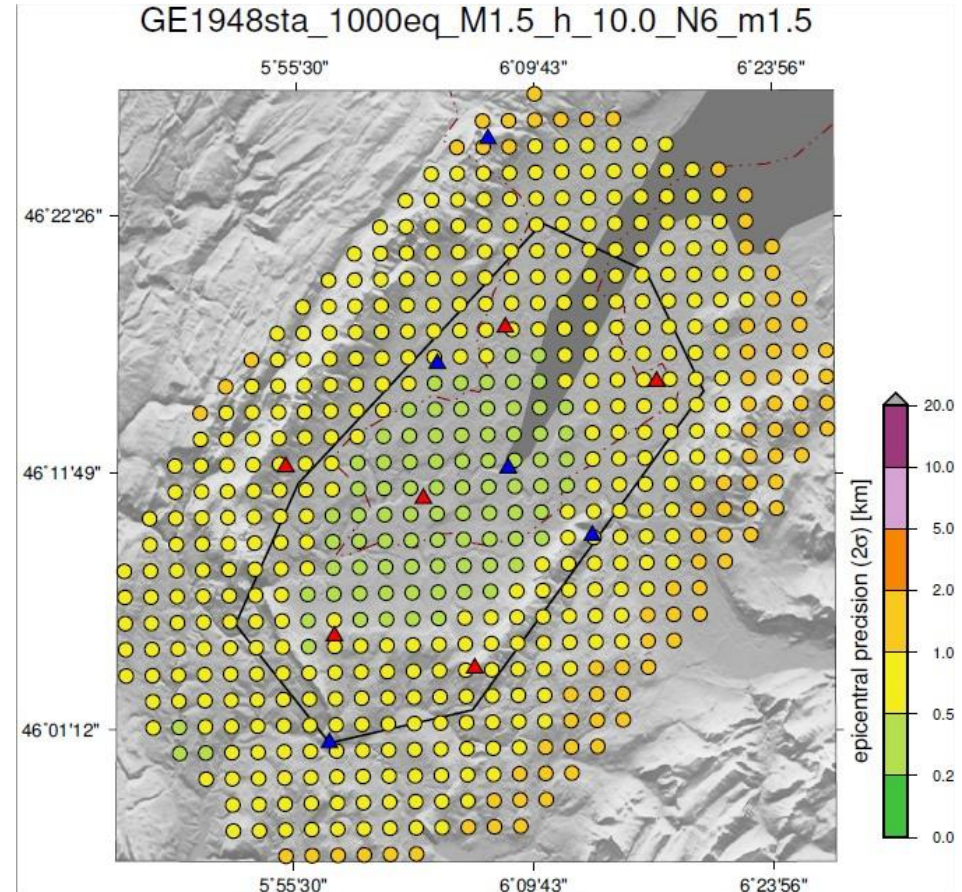 GE1948sta_1000eq_M1.5_h_10.0_N6_m1.5
5˚55'30" 6˚09'43" 6˚23'56"
46˚22'26"
46˚11'49"
46˚01'12"
5˚55'30" 6˚09'43" 6˚23'56"
epicentral precision (2σ) [km]
20.0
10.0
5.0
2.0
1.0
0.5
0.2
0.0